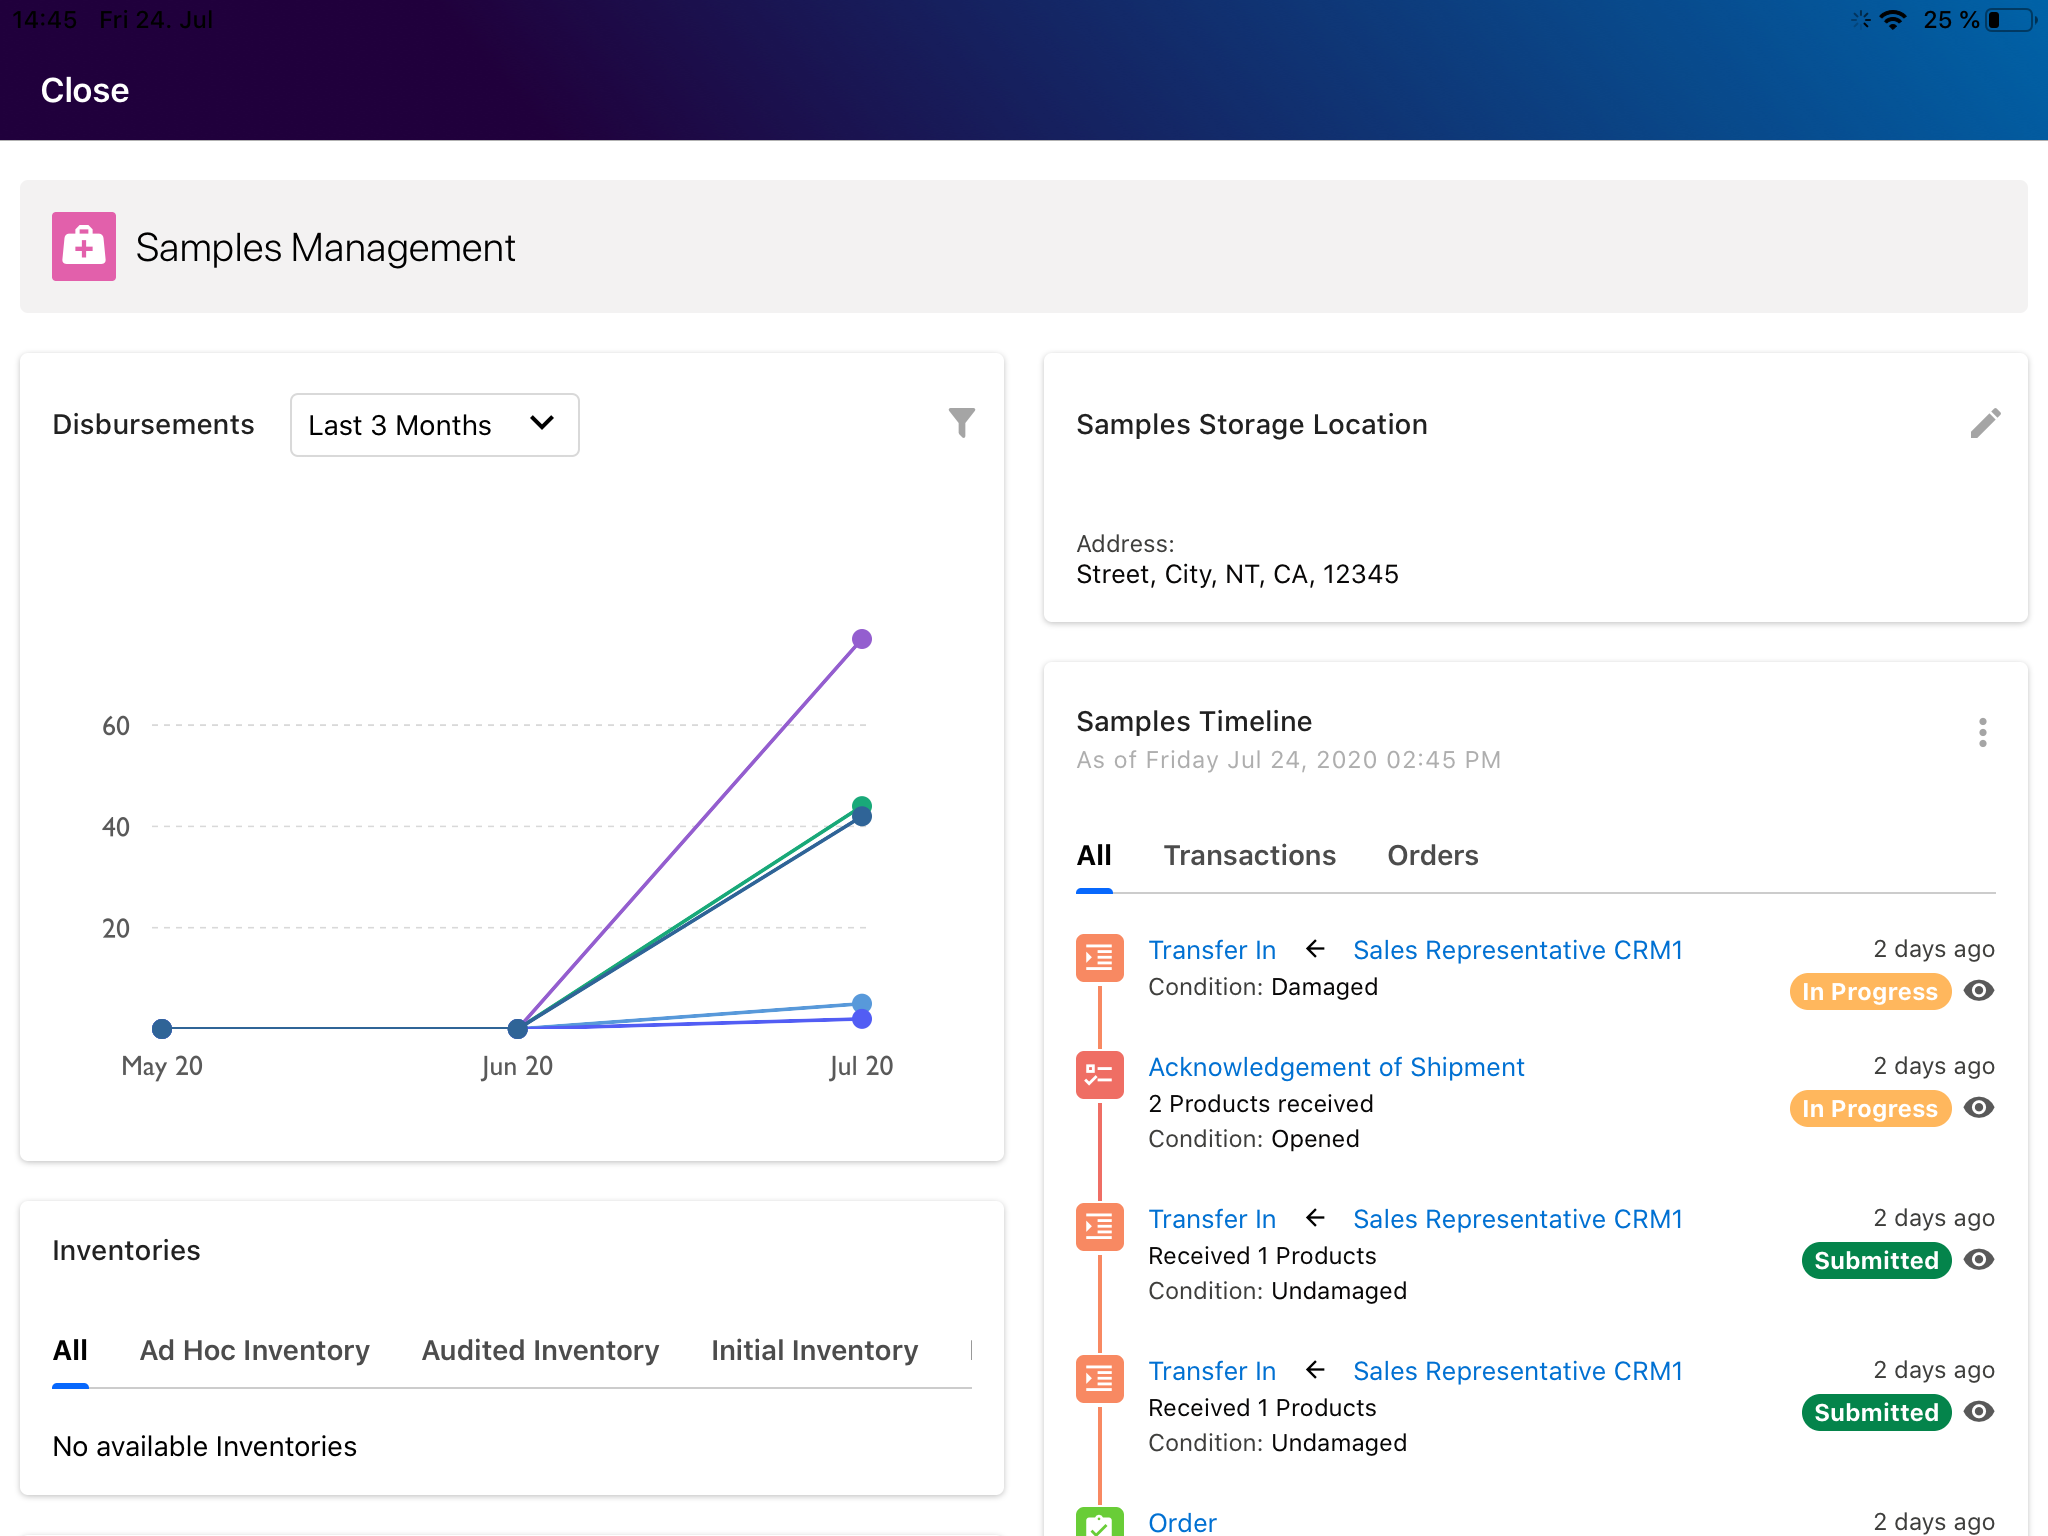 14:45 Fri 24. Jul
25 %
Close
Samples Management
Disbursements
Last 3 Months
60
40
20
May 20
Jun 20
Jul 20
Inventories
All
Ad Hoc Inventory
Audited Inventory
Initial Inventory
No available Inventories
Samples Storage Location
Address:
Street, City, NT, CA, 12345
Samples Timeline
As of Friday Jul 24, 2020 02:45 PM
All
Transactions
Orders
Transfer In ← Sales Representative CRM1
2 days ago
Condition: Damaged
In Progress
Acknowledgement of Shipment
2 days ago
2 Products received
In Progress
Condition: Opened
Transfer In ← Sales Representative CRM1
2 days ago
Received 1 Products
Submitted
Condition: Undamaged
Transfer In ← Sales Representative CRM1
2 days ago
Received 1 Products
Submitted
Condition: Undamaged
Order
2 days ago